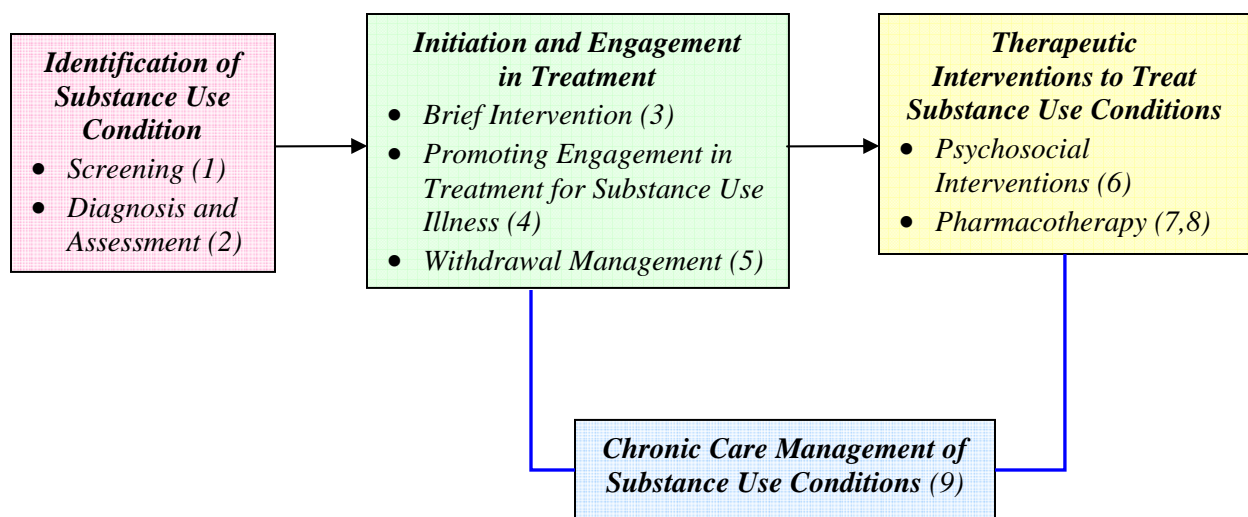 Identification of
Substance Use
Condition
• Screening (1)
• Diagnosis and
Assessment (2)
Initiation and Engagement
in Treatment
• Brief Intervention (3)
• Promoting Engagement in
Treatment for Substance Use
Illness (4)
• Withdrawal Management (5)
Therapeutic
Interventions to Treat
Substance Use Conditions
• Psychosocial
Interventions (6)
• Pharmacotherapy (7,8)
Chronic Care Management of
Substance Use Conditions (9)